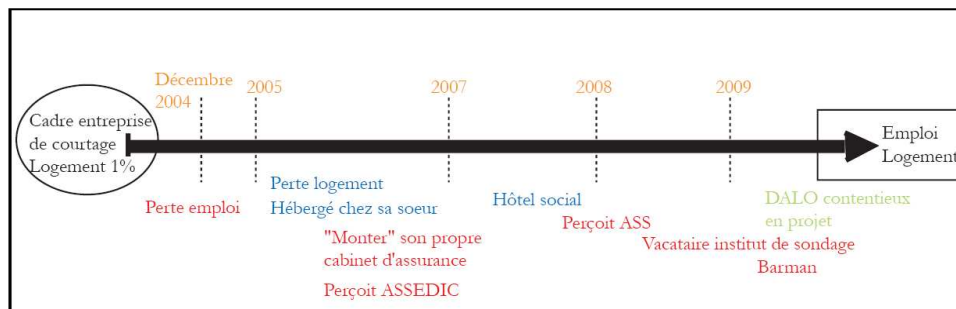 Décembre
2004
2005
2007
2008
2009
Cadre entreprise
de courtage
Logement 1%
Emploi
Logement
Perte emploi
Perte logement
Hébergé chez sa soeur
"Monter" son propre
cabinet d'assurance
Perçoit ASSEDIC
Hôtel social
Perçoit ASS
Vacataire institut de sondage
Barman
DALO contentieux
en projet